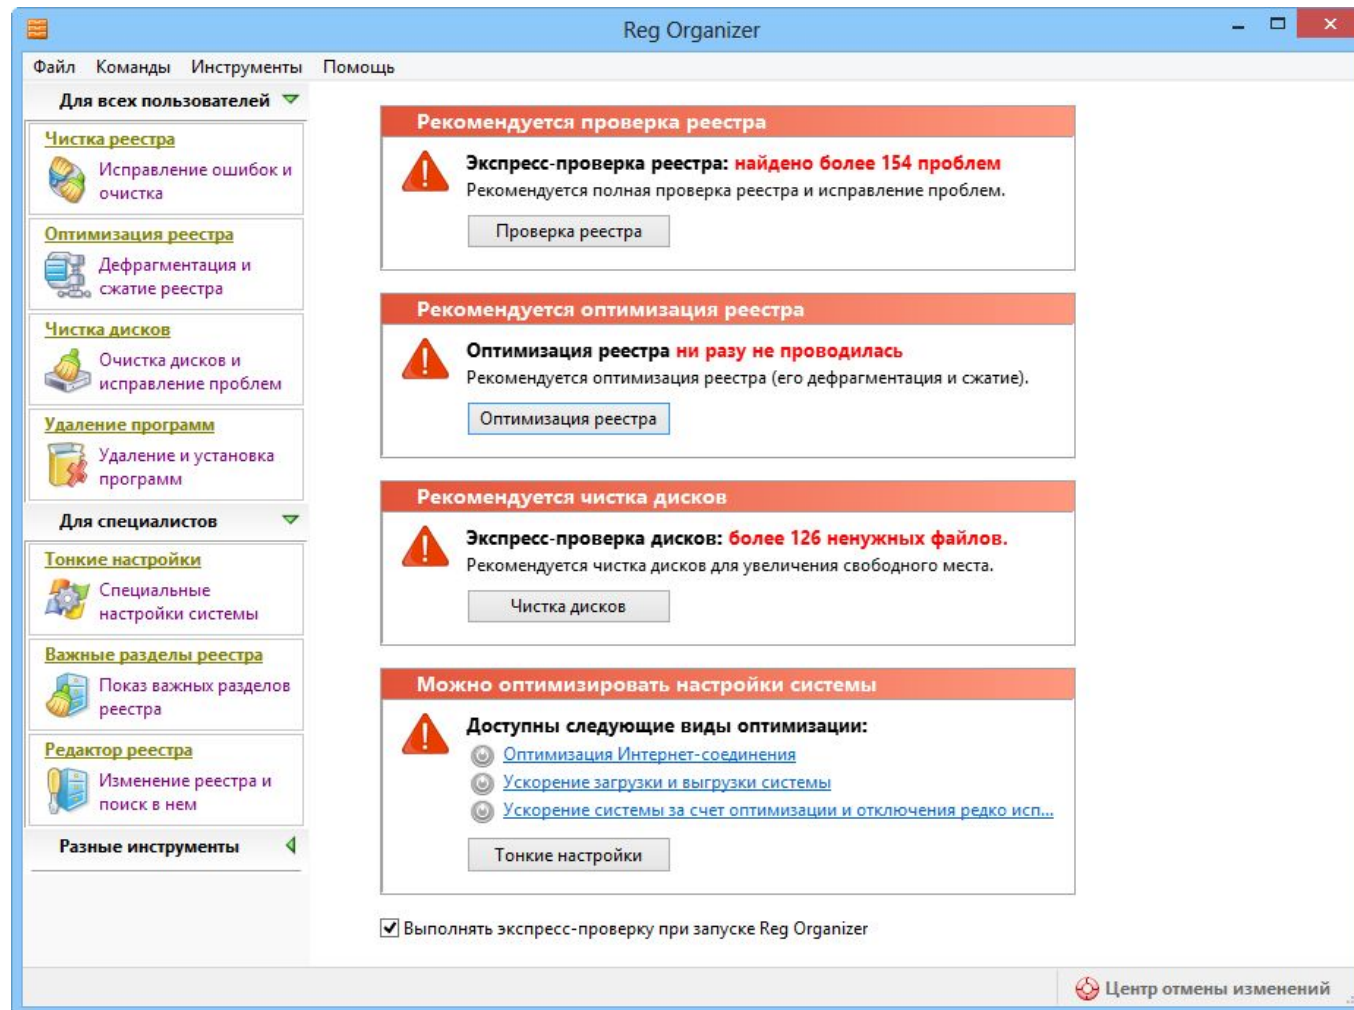 Reg Organizer
Файл Команды Инструменты Помощь
Для всех пользователей
Чистка реестра
Исправление ошибок и
очистка
Оптимизация реестра
Дефрагментация и
сжатие реестра
Чистка дисков
Очистка дисков и
исправление проблем
Удаление программ
Удаление и установка
программ
Для специалистов
Тонкие настройки
Специальные
настройки системы
Важные разделы реестра
Показ важных разделов
реестра
Редактор реестра
Изменение реестра и
поиск в нем
Разные инструменты
Рекомендуется проверка реестра
Экспресс-проверка реестра: найдено более 154 проблем
Рекомендуется полная проверка реестра и исправление проблем.
Проверка реестра
Рекомендуется оптимизация реестра
Оптимизация реестра ни разу не проводилась
Рекомендуется оптимизация реестра (его дефрагментация и сжатие).
Оптимизация реестра
Рекомендуется чистка дисков
Экспресс-проверка дисков: более 126 ненужных файлов.
Рекомендуется чистка дисков для увеличения свободного места.
Чистка дисков
Можно оптимизировать настройки системы
Доступны следующие виды оптимизации:
Оптимизация Интернет-соединения
Ускорение загрузки и выгрузки системы
Ускорение системы за счет оптимизации и отключения редко исп...
Тонкие настройки
Выполнять экспресс-проверку при запуске Reg Organizer
Центр отмены изменений